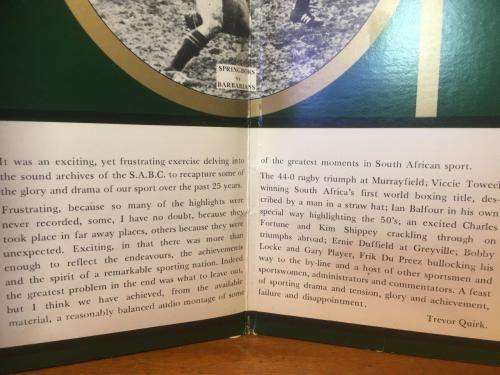 SPRINGBOKS
vs
BARBARIANS
It was an exciting, yet frustrating exercise delving into
the sound archives of the S.A.B.C. to recapture some of
the glory and drama of our sport over the past 25 years.
Frustrating, because so many of the highlights were
never recorded, some, I have no doubt, because they
took place in far away places, others because they were
unexpected. Exciting, in that there was more than
enough to reflect the endeavours, the achievements
and the spirit of a remarkable sporting nation. Indeed
the greatest problem in the end was what to leave out,
but I think we have achieved, from the available
material, a reasonably balanced audio montage of some
of the greatest moments in South African sport.
The 44-0 rugby triumph at Murrayfield; Viccie Toweel
winning South Africa's first world boxing title, des-
cribed by a man in a straw hat; Ian Balfour in his own
special way highlighting the 50's; an excited Charles
Fortune and Kim Shippey crackling through on
triumphs abroad; Ernie Duffield at Greyville; Bobby
Locke and Gary Player, Frik Du Preez bullocking his
way to the by-line and a host of other sportsmen and
sportswomen, administrators and commentators. A feast
of sporting drama and tension, glory and achievement,
failure and disappointment.
Trevor Quirk.